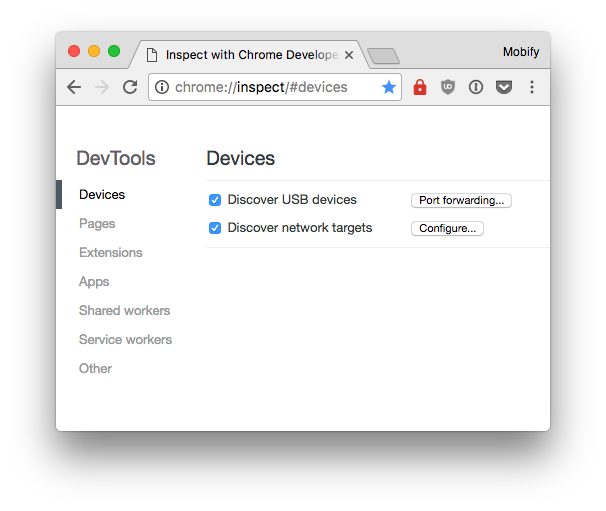 Inspect with Chrome Develope
Mobify
chrome://inspect/#devices
DevTools
Devices
Pages
Extensions
Apps
Shared workers
Service workers
Other
Devices
Discover USB devices
Port forwarding...
Discover network targets
Configure...